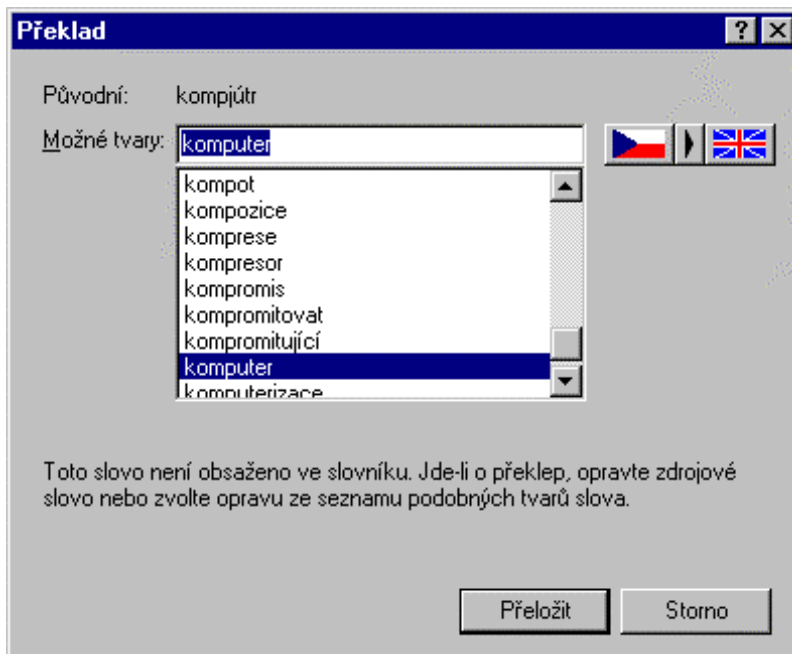 Překlad
Původní: kompjútr
Možné tvary: komputer
kompot
kompozice
komprese
kompresor
kompromis
kompromitovat
kompromitující
komputer
komputerizace
Toto slovo není obsaženo ve slovníku. Jde-li o překlep, opravte zdrojové
slovo nebo zvolte opravu ze seznamu podobných tvarů slova.
Přeložit Storno